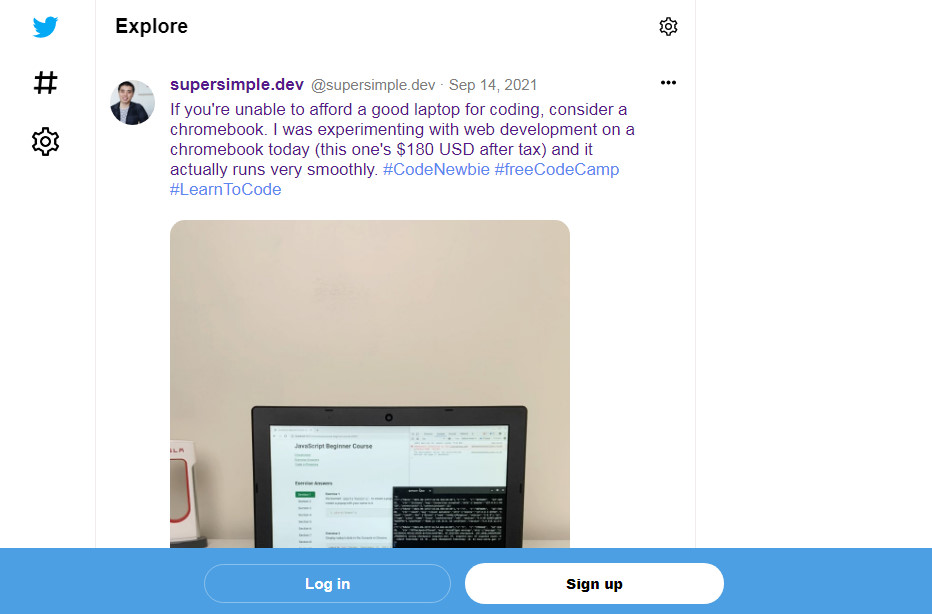 Explore
supersimple.dev @supersimple.dev · Sep 14, 2021
If you're unable to afford a good laptop for coding, consider a
chromebook. I was experimenting with web development on a
chromebook today (this one's $180 USD after tax) and it
actually runs very smoothly. #CodeNewbie #freeCodeCamp
#LearnToCode
JavaScript Beginner Course
Exercise Answers
Log in
Sign up